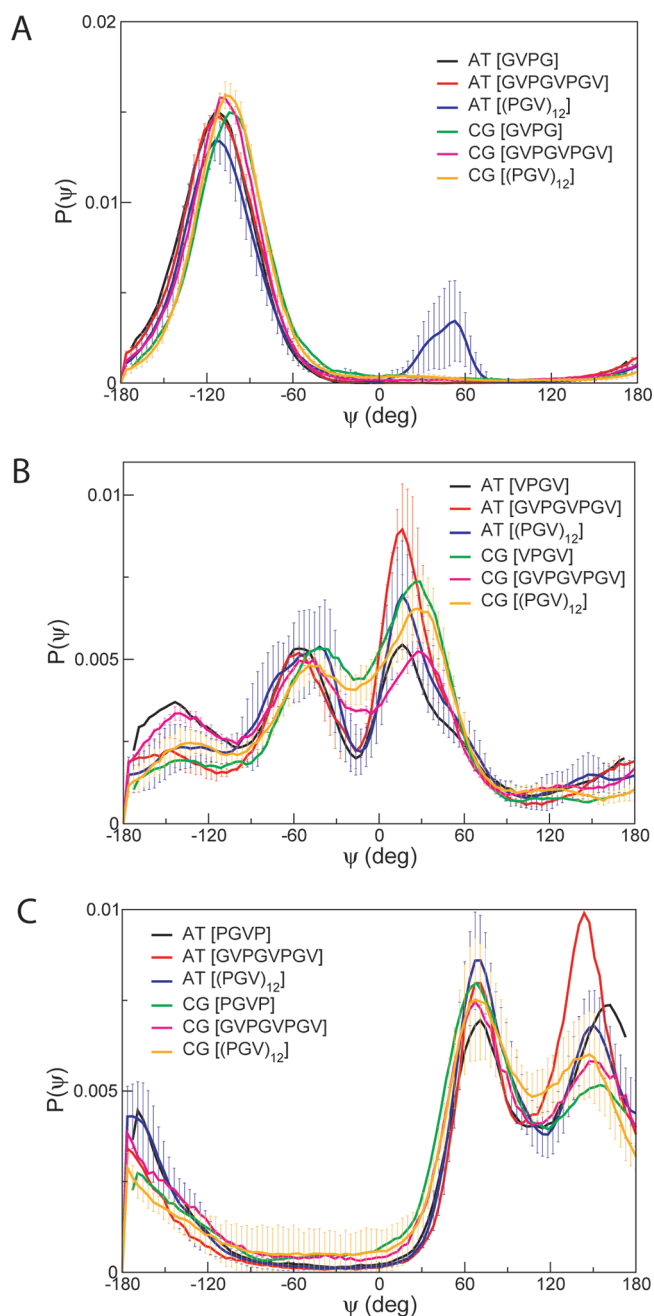 A
0.02
AT [GVPG]
AT [GVPGVPGV]
AT [(PGV)12]
CG [GVPG]
CG [GVPGVPGV]
CG [(PGV)12]
P(ψ)
0.01
0
-180 -120 -60 0 60 120 180
ψ (deg)
B
0.01
AT [VPGV]
AT [GVPGVPGV]
AT [(PGV)12]
CG [VPGV]
CG [GVPGVPGV]
CG [(PGV)12]
P(ψ)
0.005
0
-180 -120 -60 0 60 120 180
ψ (deg)
C
0.01
AT [PGVP]
AT [GVPGVPGV]
AT [(PGV)12]
CG [PGVP]
CG [GVPGVPGV]
CG [(PGV)12]
P(ψ)
0.005
0
-180 -120 -60 0 60 120 180
ψ (deg)